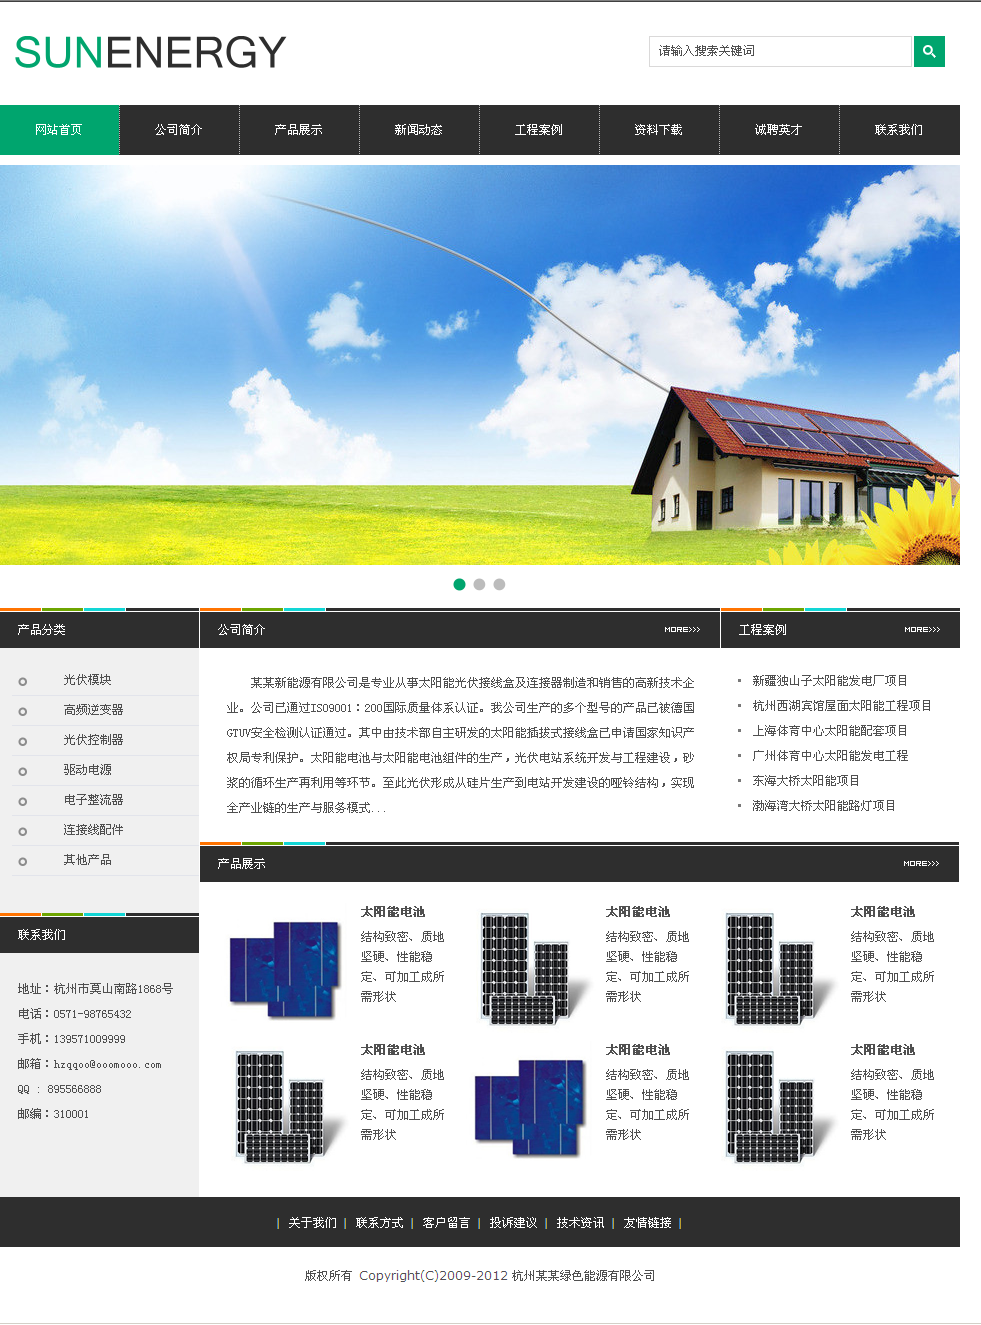 SUNENERGY
请输入搜索关键词
网站首页 公司简介 产品展示 新闻动态 工程案例 资料下载 诚聘英才 联系我们
产品分类
光伏模块
高频逆变器
光伏控制器
驱动电源
电子整流器
连接线配件
其他产品
公司简介 MORE>>>
某某新能源有限公司是专业从事太阳能光伏接线盒及连接器制造和销售的高新技术企
业。公司已通过ISO9001：200国际质量体系认证。我公司生产的多个型号的产品已被德国
GTUV安全检测认证通过。其中由技术部自主研发的太阳能插拔式接线盒已申请国家知识产
权局专利保护。太阳能电池与太阳能电池组件的生产，光伏电站系统开发与工程建设，砂
浆的循环生产再利用等环节。至此光伏形成从硅片生产到电站开发建设的哑铃结构，实现
全产业链的生产与服务模式...
工程案例 MORE>>>
新疆独山子太阳能发电厂项目
杭州西湖宾馆屋面太阳能工程项目
上海体育中心太阳能配套项目
广州体育中心太阳能发电工程
东海大桥太阳能项目
渤海湾大桥太阳能路灯项目
联系我们
地址：杭州市莫山南路1868号
电话：0571-98765432
手机：139571009999
邮箱：hzqqoo@ooomooo.com
QQ : 895566888
邮编：310001
产品展示 MORE>>>
太阳能电池
结构致密、质地
坚硬、性能稳
定、可加工成所
需形状
太阳能电池
结构致密、质地
坚硬、性能稳
定、可加工成所
需形状
太阳能电池
结构致密、质地
坚硬、性能稳
定、可加工成所
需形状
太阳能电池
结构致密、质地
坚硬、性能稳
定、可加工成所
需形状
太阳能电池
结构致密、质地
坚硬、性能稳
定、可加工成所
需形状
太阳能电池
结构致密、质地
坚硬、性能稳
定、可加工成所
需形状
| 关于我们 | 联系方式 | 客户留言 | 投诉建议 | 技术资讯 | 友情链接 |
版权所有 Copyright(C)2009-2012 杭州某某绿色能源有限公司